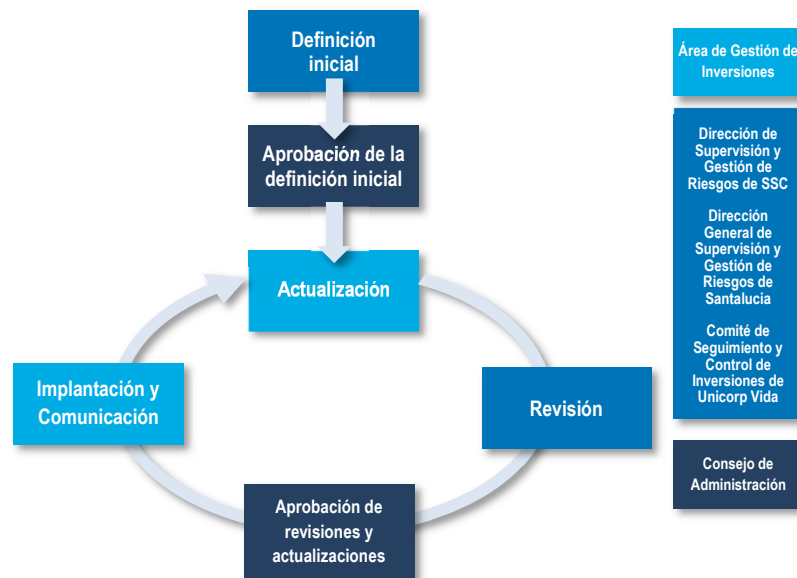 Definición
inicial
Aprobación de la
definición inicial
Actualización
Implantación y
Comunicación
Revisión
Aprobación de
revisiones y
actualizaciones
Área de Gestión de
Inversiones
Dirección de
Supervisión y
Gestión de
Riesgos de SSC
Dirección
General de
Supervisión y
Gestión de
Riesgos de
Santalucia
Comité de
Seguimiento y
Control de
Inversiones de
Unicorp Vida
Consejo de
Administración